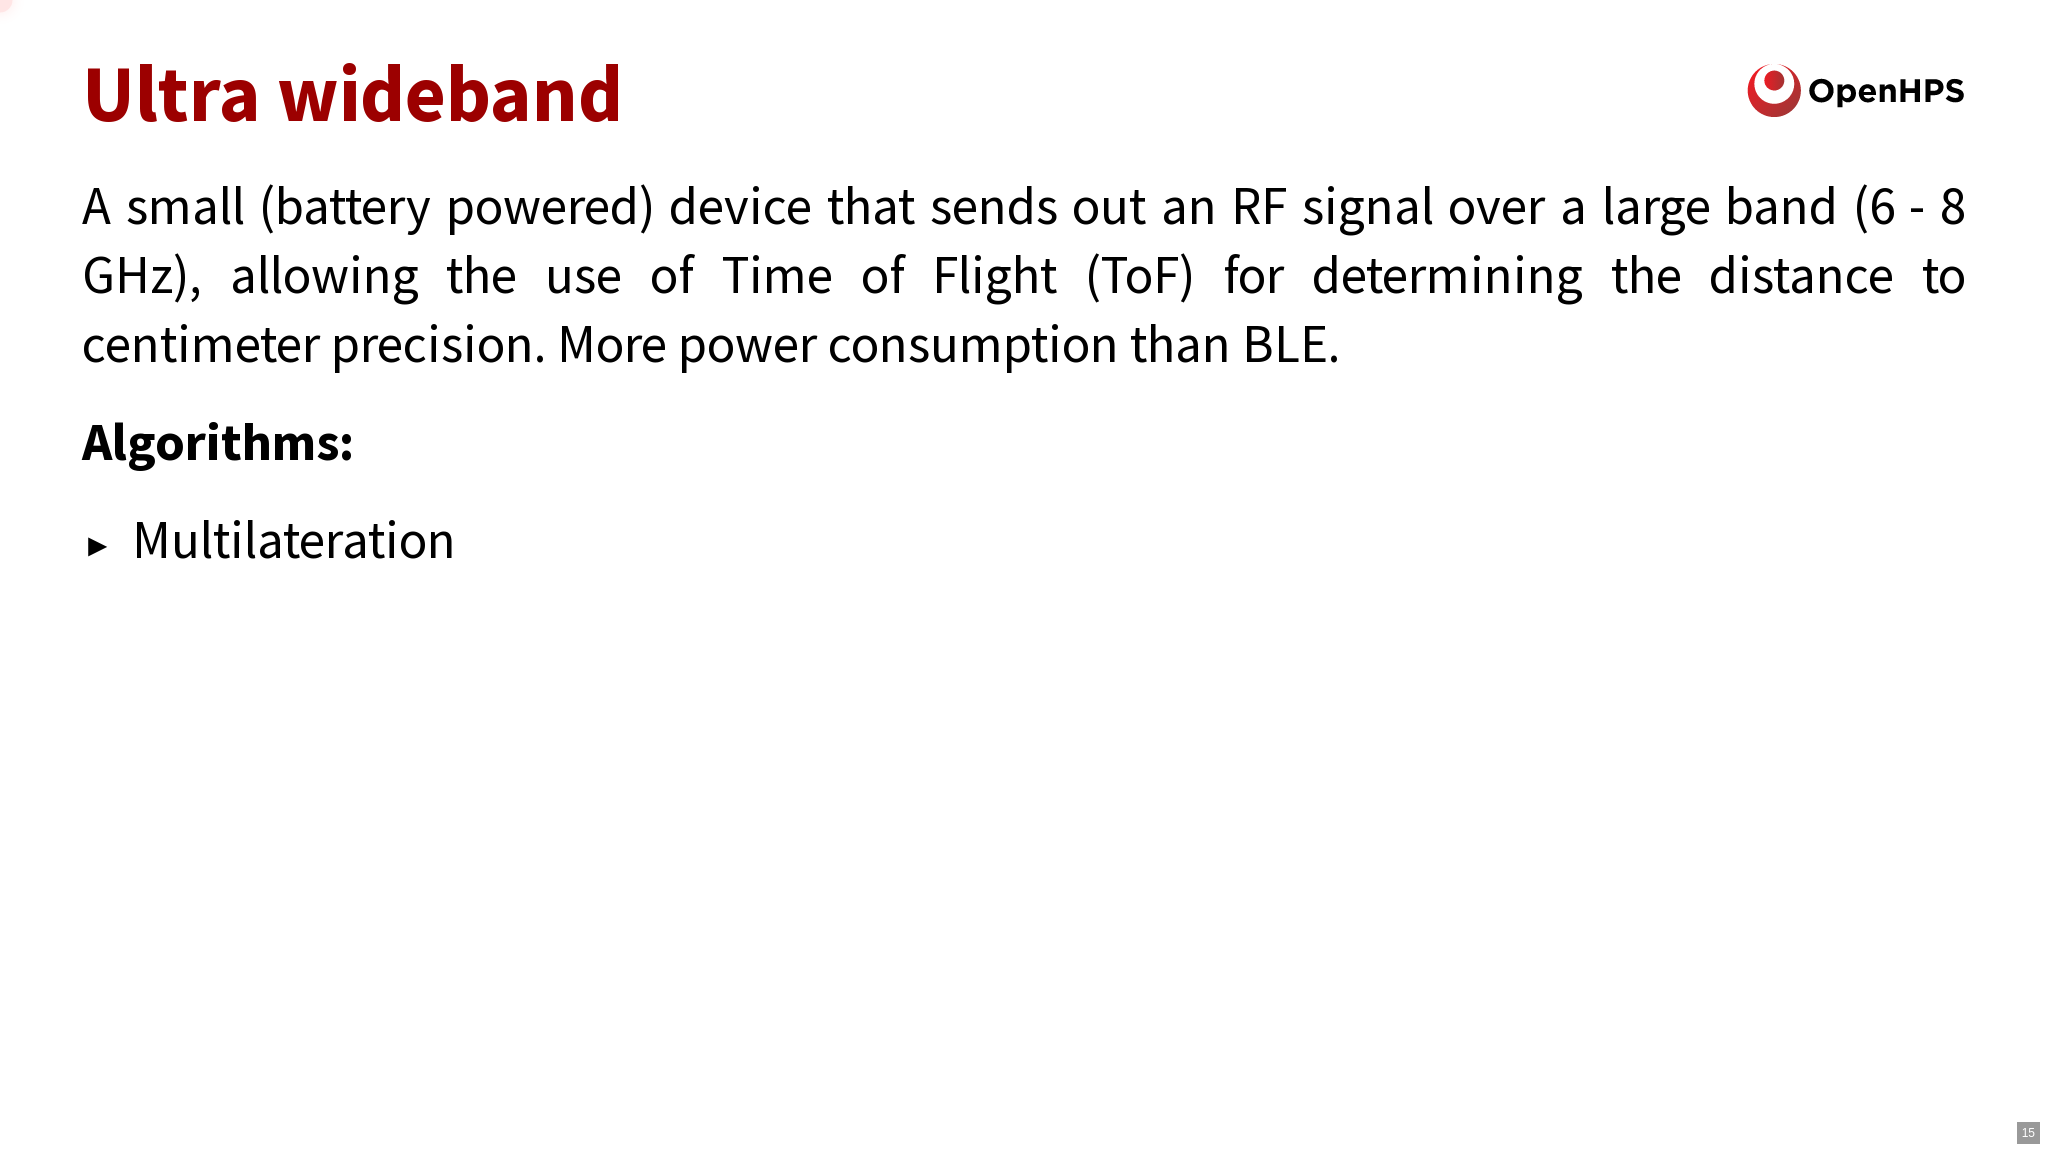 Ultra wideband
OpenHPS
A small (battery powered) device that sends out an RF signal over a large band (6 - 8
GHz), allowing the use of Time of Flight (ToF) for determining the distance to
centimeter precision. More power consumption than BLE.
Algorithms:
► Multilateration
15